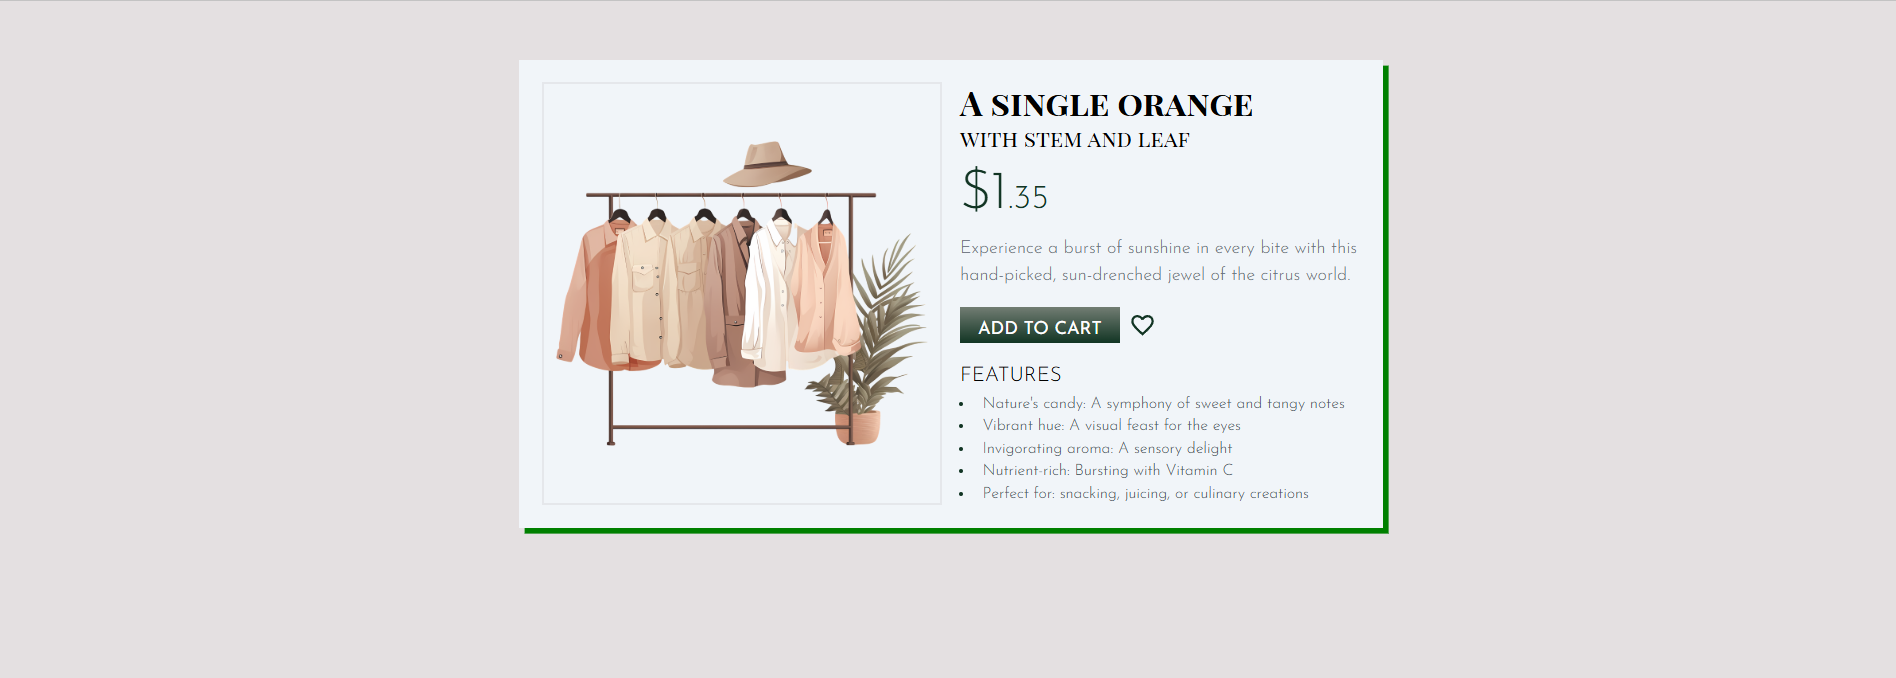 A SINGLE ORANGE
WITH STEM AND LEAF
$1.35
Experience a burst of sunshine in every bite with this
hand-picked, sun-drenched jewel of the citrus world.
ADD TO CART
FEATURES
• Nature's candy: A symphony of sweet and tangy notes
• Vibrant hue: A visual feast for the eyes
• Invigorating aroma: A sensory delight
• Nutrient-rich: Bursting with Vitamin C
• Perfect for: snacking, juicing, or culinary creations